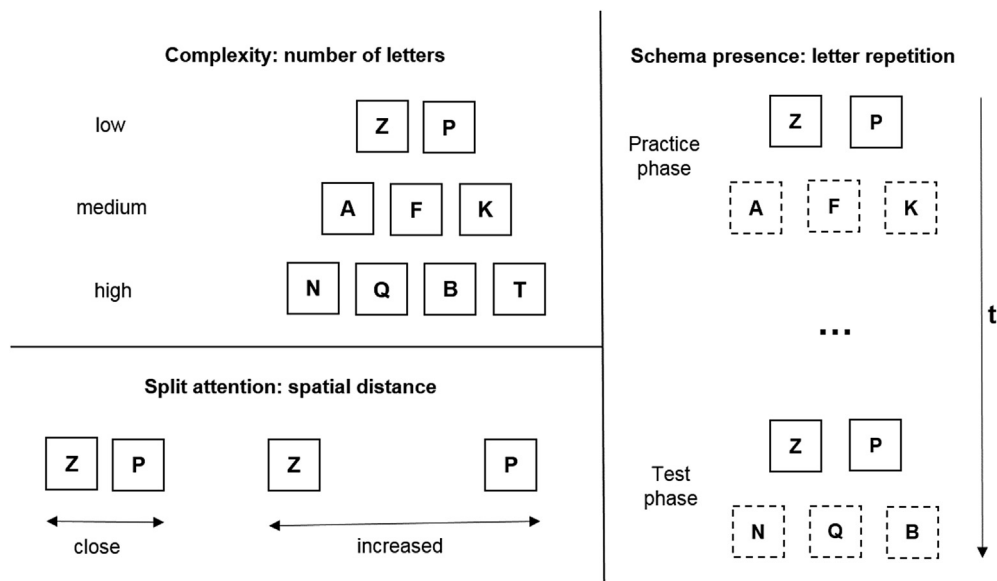 Complexity: number of letters
low
Z P
medium
A F K
high
N Q B T
Split attention: spatial distance
Z P Z P
close increased
Schema presence: letter repetition
Z P
Practice
phase
A F K
...
t
Z P
Test
phase
N Q B